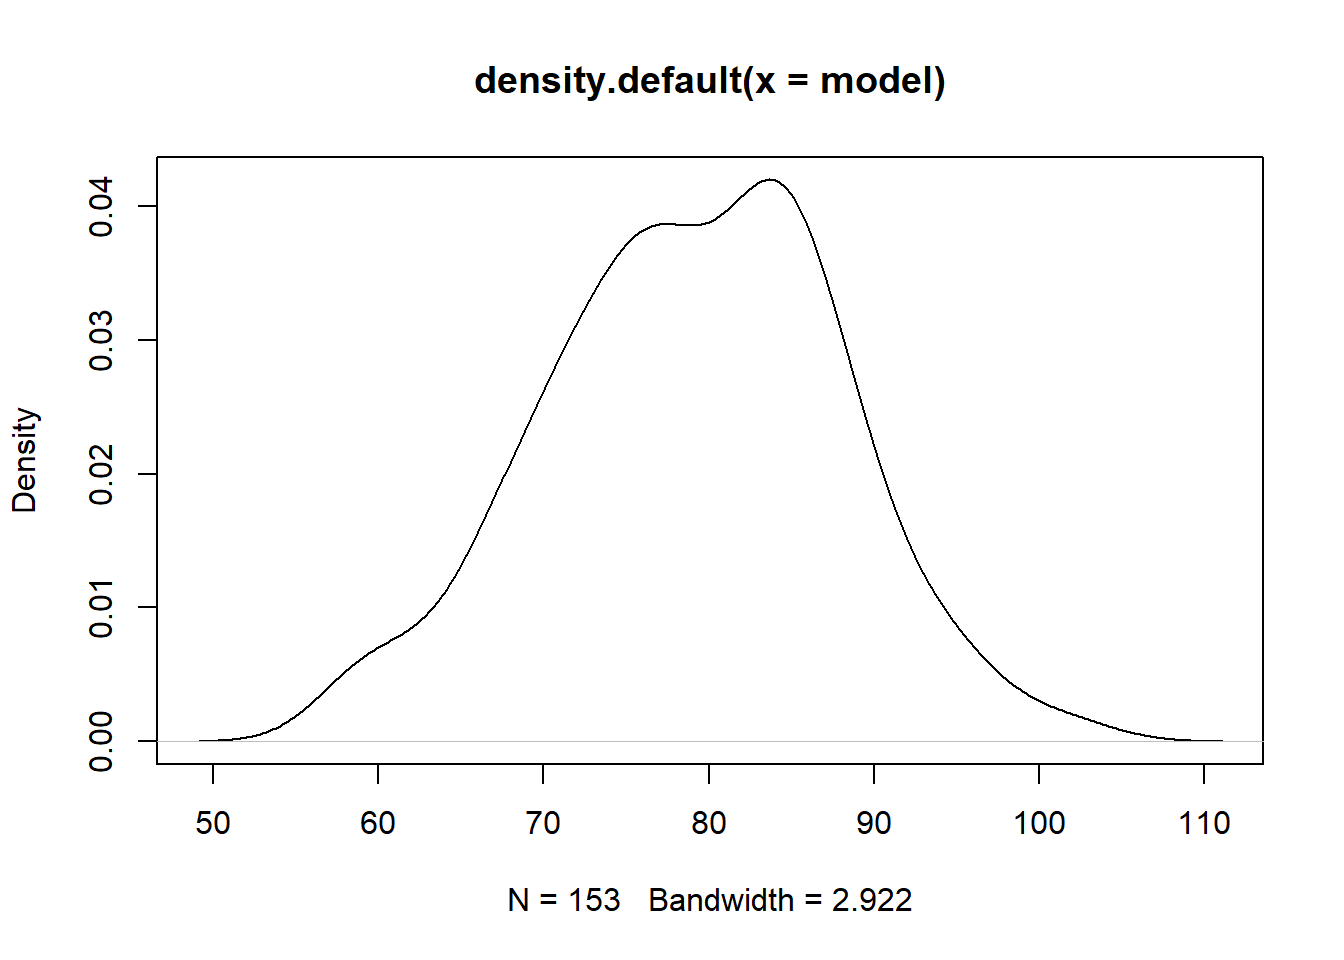 density.default(x = model)
Density
0.00
0.01
0.02
0.03
0.04
50 60 70 80 90 100 110
N = 153 Bandwidth = 2.922